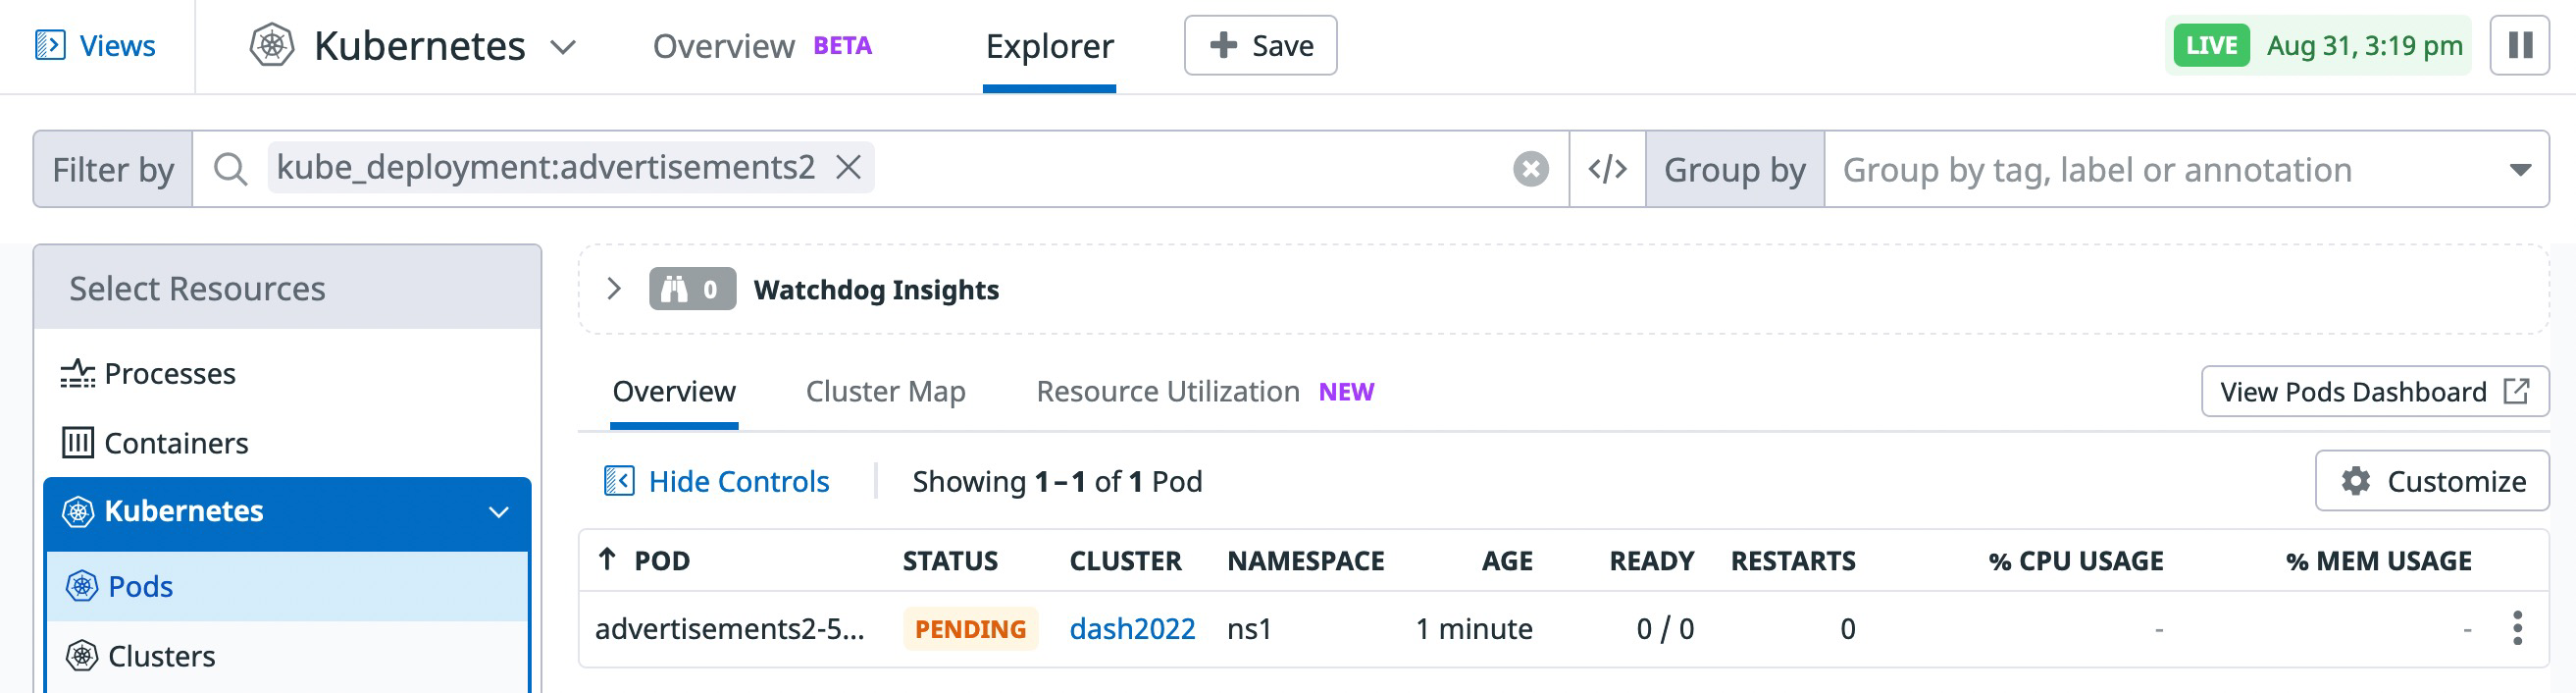 Views
Kubernetes
Overview BETA
Explorer
Save
LIVE Aug 31, 3:19 pm
Filter by
kube_deployment:advertisements2
</>
Group by
Group by tag, label or annotation
Select Resources
Processes
Containers
Kubernetes
Pods
Clusters
0 Watchdog Insights
Overview Cluster Map Resource Utilization NEW
View Pods Dashboard
Hide Controls
Showing 1–1 of 1 Pod
Customize
↑ POD STATUS CLUSTER NAMESPACE AGE READY RESTARTS % CPU USAGE % MEM USAGE
advertisements2-5... PENDING dash2022 ns1 1 minute 0 / 0 0 - -